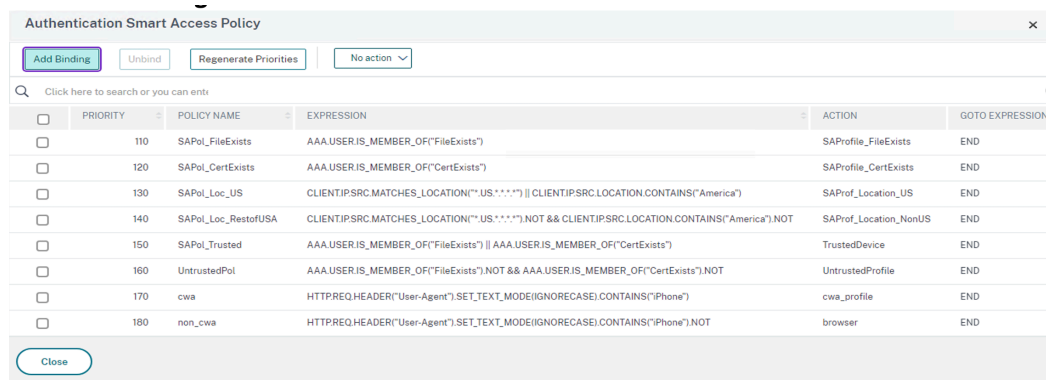 Authentication Smart Access Policy
Add Binding Unbind Regenerate Priorities No action
Click here to search or you can ente
PRIORITY POLICY NAME EXPRESSION ACTION GOTO EXPRESSION
110 SAPol_FileExists AAA.USER.IS_MEMBER_OF("FileExists") SAProfile_FileExists END
120 SAPol_CertExists AAA.USER.IS_MEMBER_OF("CertExists") SAProfile_CertExists END
130 SAPol_Loc_US CLIENT.IP.SRC.MATCHES_LOCATION("*.US.*.*.*.*") || CLIENT.IP.SRC.LOCATION.CONTAINS("America") SAProf_Location_US END
140 SAPol_Loc_RestofUSA CLIENT.IP.SRC.MATCHES_LOCATION("*.US.*.*.*.*").NOT && CLIENT.IP.SRC.LOCATION.CONTAINS("America").NOT SAProf_Location_NonUS END
150 SAPol_Trusted AAA.USER.IS_MEMBER_OF("FileExists") || AAA.USER.IS_MEMBER_OF("CertExists") TrustedDevice END
160 UntrustedPol AAA.USER.IS_MEMBER_OF("FileExists").NOT && AAA.USER.IS_MEMBER_OF("CertExists").NOT UntrustedProfile END
170 cwa HTTP.REQ.HEADER("User-Agent").SET_TEXT_MODE(IGNORECASE).CONTAINS("iPhone") cwa_profile END
180 non_cwa HTTP.REQ.HEADER("User-Agent").SET_TEXT_MODE(IGNORECASE).CONTAINS("iPhone").NOT browser END
Close